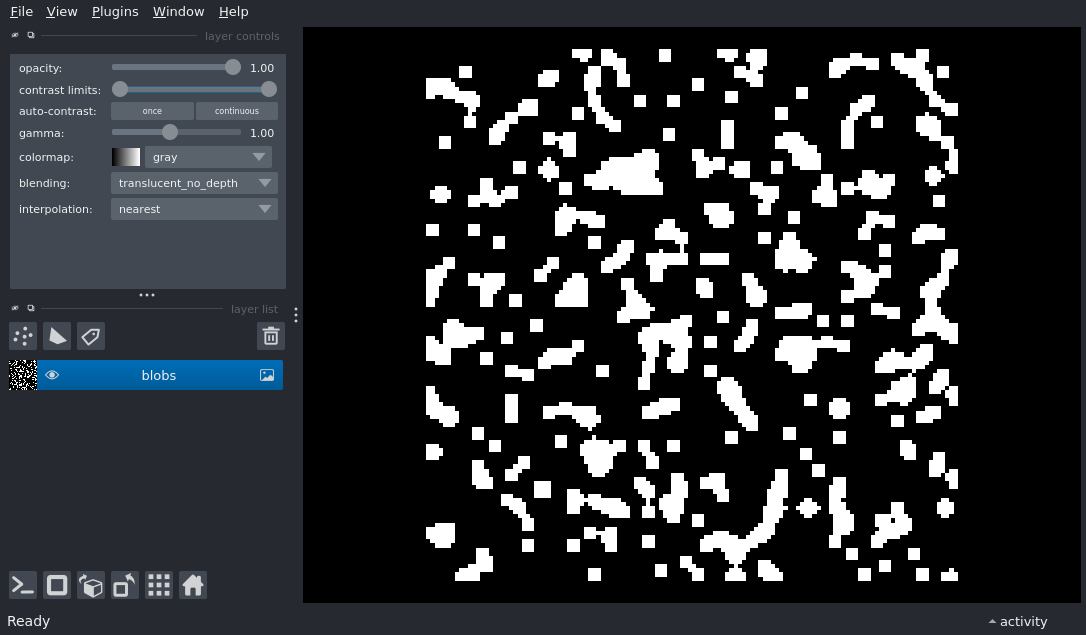 File View Plugins Window Help
layer controls
opacity: 1.00
contrast limits:
auto-contrast: once continuous
gamma: 1.00
colormap: gray
blending: translucent_no_depth
interpolation: nearest
layer list
blobs
Ready
activity